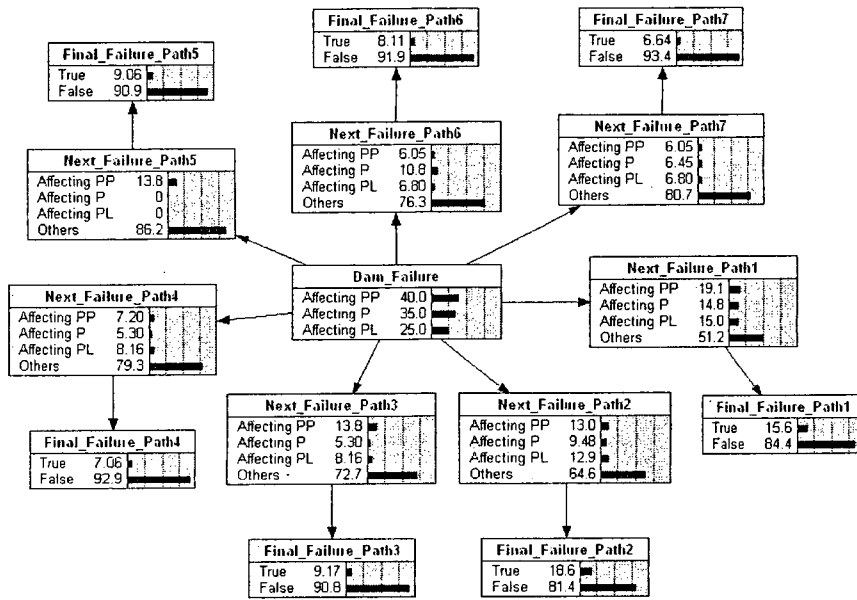 Final_Failure_Path5
True 9.06
False 90.9
Final_Failure_Path6
True 8.11
False 91.9
Final_Failure_Path7
True 6.64
False 93.4
Next_Failure_Path5
Affecting PP 13.8
Affecting P 0
Affecting PL 0
Others 86.2
Next_Failure_Path6
Affecting PP 6.05
Affecting P 10.8
Affecting PL 6.80
Others 76.3
Next_Failure_Path7
Affecting PP 6.05
Affecting P 6.45
Affecting PL 6.80
Others 80.7
Dam_Failure
Affecting PP 40.0
Affecting P 35.0
Affecting PL 25.0
Next_Failure_Path4
Affecting PP 7.20
Affecting P 5.30
Affecting PL 8.16
Others 79.3
Next_Failure_Path1
Affecting PP 19.1
Affecting P 14.8
Affecting PL 15.0
Others 51.2
Next_Failure_Path3
Affecting PP 13.8
Affecting P 5.30
Affecting PL 8.16
Others 72.7
Next_Failure_Path2
Affecting PP 13.0
Affecting P 9.48
Affecting PL 12.9
Others 64.6
Final_Failure_Path1
True 15.6
False 84.4
Final_Failure_Path4
True 7.06
False 92.9
Final_Failure_Path3
True 9.17
False 90.8
Final_Failure_Path2
True 18.6
False 81.4